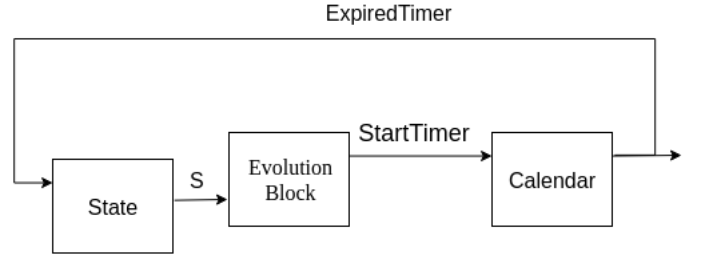 ExpiredTimer
StartTimer
Evolution
Block
Calendar
S
State